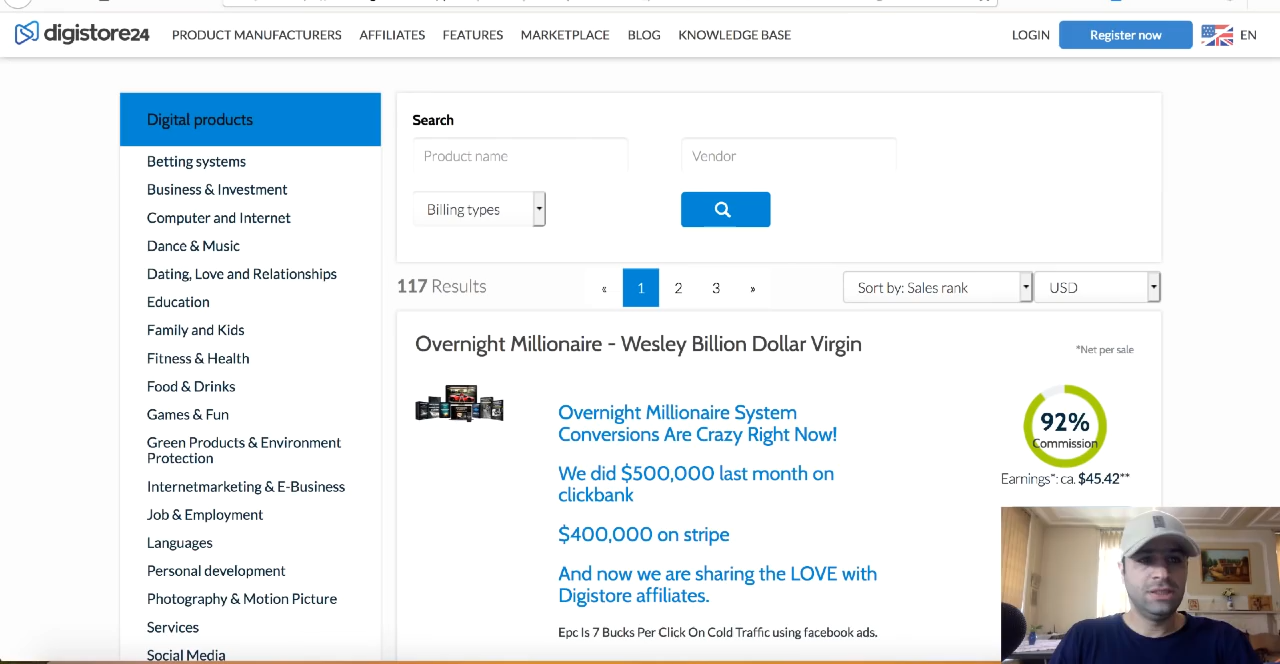 digistore24
PRODUCT MANUFACTURERS
AFFILIATES
FEATURES
MARKETPLACE
BLOG
KNOWLEDGE BASE
LOGIN
Register now
EN
Digital products
Betting systems
Business & Investment
Computer and Internet
Dance & Music
Dating, Love and Relationships
Education
Family and Kids
Fitness & Health
Food & Drinks
Games & Fun
Green Products & Environment
Protection
Internetmarketing & E-Business
Job & Employment
Languages
Personal development
Photography & Motion Picture
Services
Social Media
Search
Product name
Vendor
Billing types
117 Results
« 1 2 3 »
Sort by: Sales rank
USD
Overnight Millionaire - Wesley Billion Dollar Virgin
*Net per sale
Overnight Millionaire System
Conversions Are Crazy Right Now!
We did $500,000 last month on
clickbank
$400,000 on stripe
And now we are sharing the LOVE with
Digistore affiliates.
Epc Is 7 Bucks Per Click On Cold Traffic using facebook ads.
92%
Commission
Earnings*: ca. $45.42**